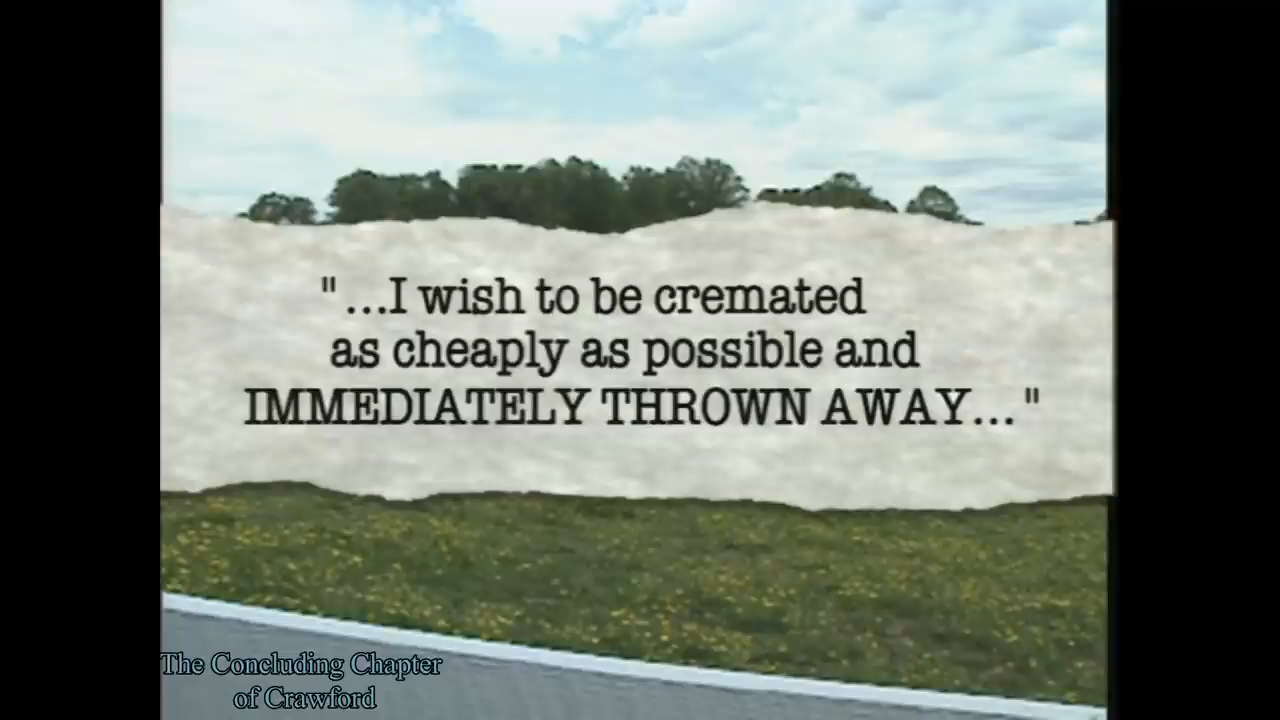 "...I wish to be cremated
as cheaply as possible and
IMMEDIATELY THROWN AWAY..."
The Concluding Chapter
of Crawford